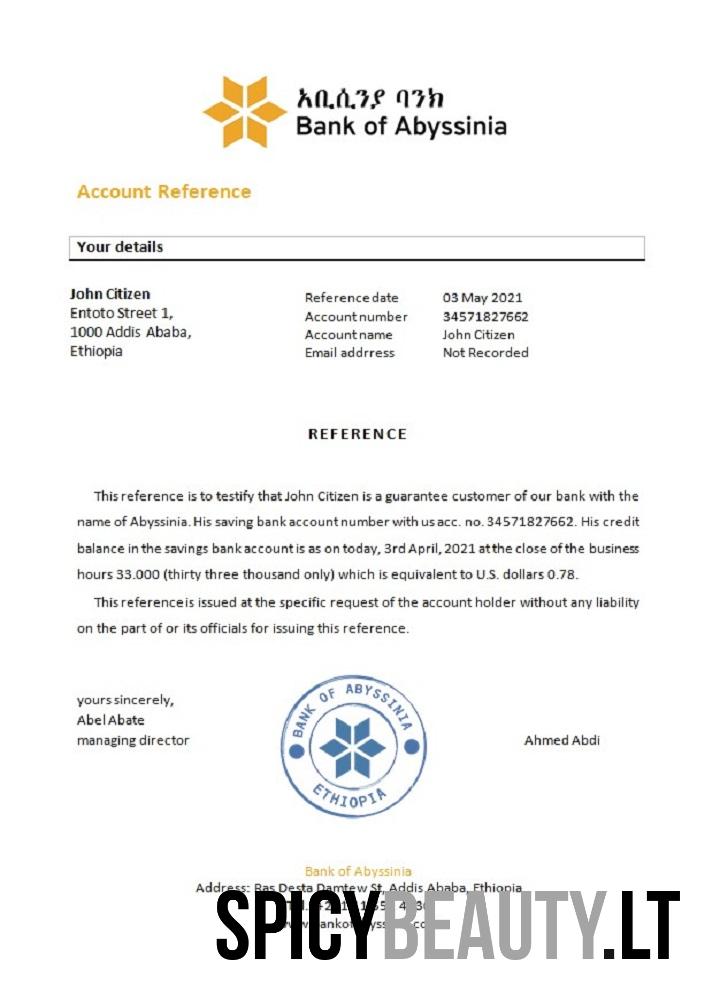 አቢሲንያ ባንክ
Bank of Abyssinia
Account Reference
Your details
John Citizen
Entoto Street 1,
1000 Addis Ababa,
Ethiopia
Reference date 03 May 2021
Account number 34571827662
Account name John Citizen
Email addrress Not Recorded
REFERENCE
This reference is to testify that John Citizen is a guarantee customer of our bank with the
name of Abyssinia. His saving bank account number with us acc. no. 34571827662. His credit
balance in the savings bank account is as on today, 3rd April, 2021 at the close of the business
hours 33.000 (thirty three thousand only) which is equivalent to U.S. dollars 0.78.
This reference is issued at the specific request of the account holder without any liability
on the part of or its officials for issuing this reference.
yours sincerely,
Abel Abate
managing director
BANK OF ABYSSINIA
ETHIOPIA
Ahmed Abdi
Bank of Abyssinia
Address: Ras Desta Damtew St, Addis Ababa, Ethiopia
SPICYBEAUTY.LT